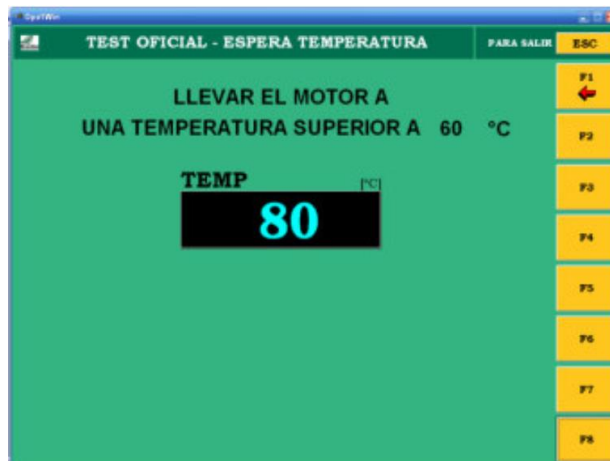 TEST OFICIAL - ESPERA TEMPERATURA
PARA SALIR
ESC
LLEVAR EL MOTOR A
UNA TEMPERATURA SUPERIOR A 60 °C
TEMP [°C]
80
F1
F2
F3
F4
F5
F6
F7
F8